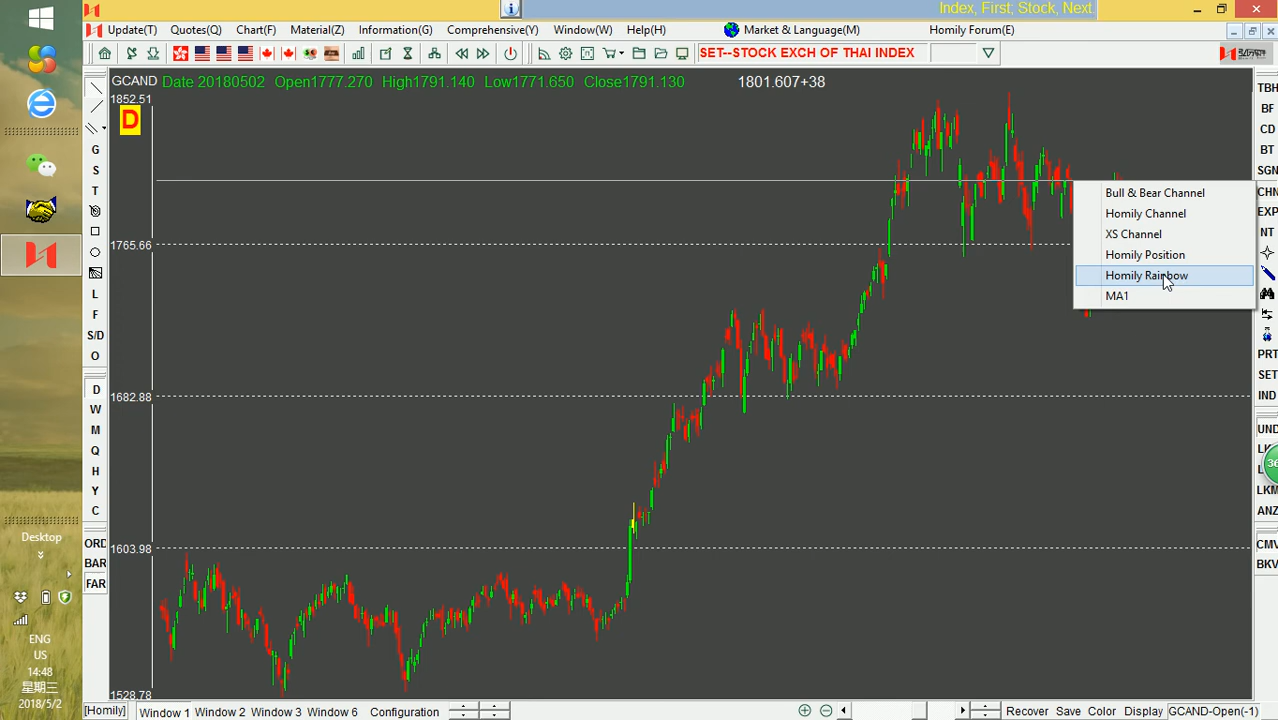 Index, First; Stock, Next.
Update(T) Quotes(Q) Chart(F) Material(Z) Information(G) Comprehensive(Y) Window(W) Help(H) Market & Language(M) Homily Forum(E)
SET--STOCK EXCH OF THAI INDEX
GCAND Date 20180502 Open1777.270 High1791.140 Low1771.650 Close1791.130 1801.607+38
1852.51
D
1765.66
1682.88
1603.98
1528.78
G
S
T
L
F
S/D
O
D
W
M
Q
H
Y
C
ORD
BAR
FAR
Bull & Bear Channel
Homily Channel
XS Channel
Homily Position
Homily Rainbow
MA1
TBH
BF
CD
BT
SGN
CHN
EXP
NT
PRT
SET
IND
UND
LKM
ANZ
CMV
BKV
36
Desktop
ENG
US
14:48
星期三
2018/5/2
[Homily] Window 1 Window 2 Window 3 Window 6 Configuration Recover Save Color Display GCAND-Open(-1)